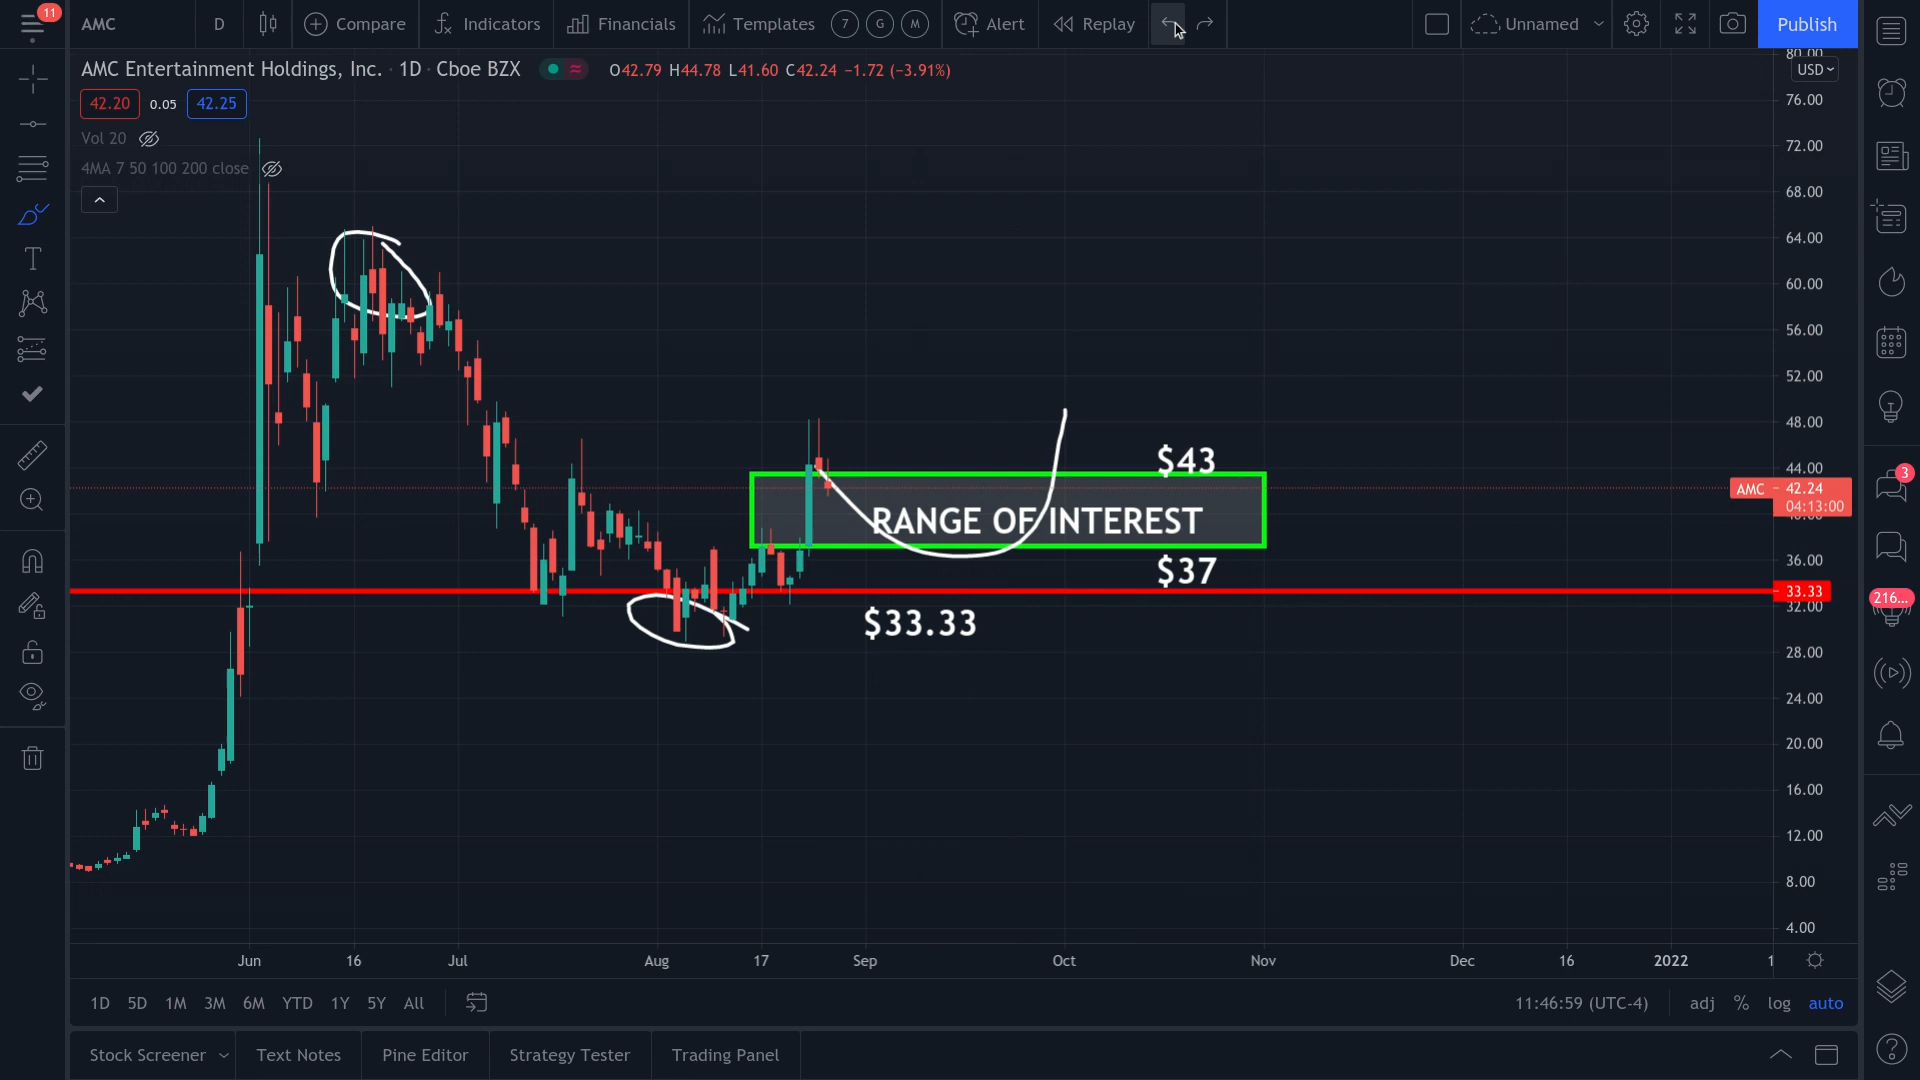 11
AMC D Compare Indicators Financials Templates 7 G M Alert Replay Unnamed Publish
AMC Entertainment Holdings, Inc. · 1D · Cboe BZX O42.79 H44.78 L41.60 C42.24 −1.72 (−3.91%)
42.20 0.05 42.25
Vol 20
4MA 7 50 100 200 close
80.00
USD
76.00
72.00
68.00
64.00
60.00
56.00
52.00
48.00
44.00
AMC 42.24
04:13:00
36.00
33.33
32.00
28.00
24.00
20.00
16.00
12.00
8.00
4.00
$43
RANGE OF INTEREST
$37
$33.33
3
216...
Jun 16 Jul Aug 17 Sep Oct Nov Dec 16 2022 1
1D 5D 1M 3M 6M YTD 1Y 5Y All 11:46:59 (UTC-4) adj % log auto
Stock Screener Text Notes Pine Editor Strategy Tester Trading Panel